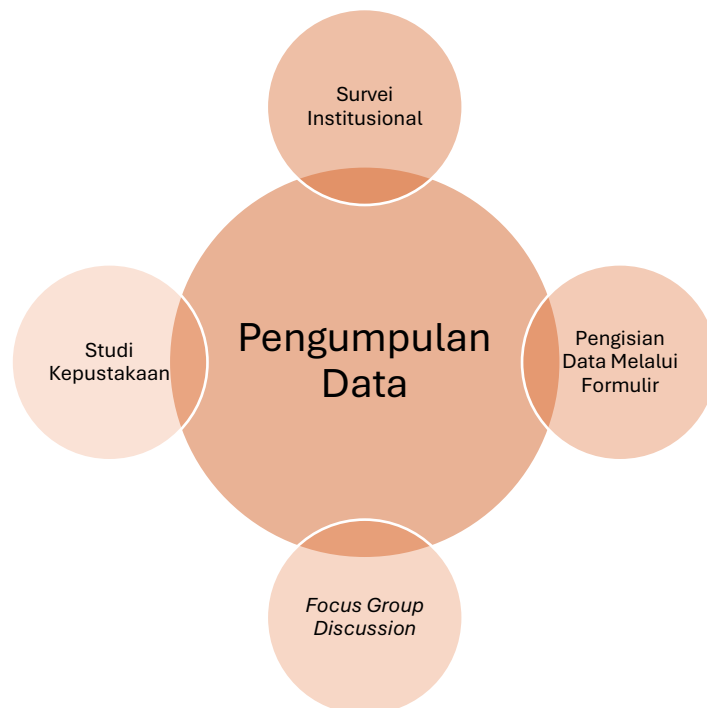 Survei
Institusional
Pengumpulan
Data
Studi
Kepustakaan
Pengisian
Data Melalui
Formulir
Focus Group
Discussion